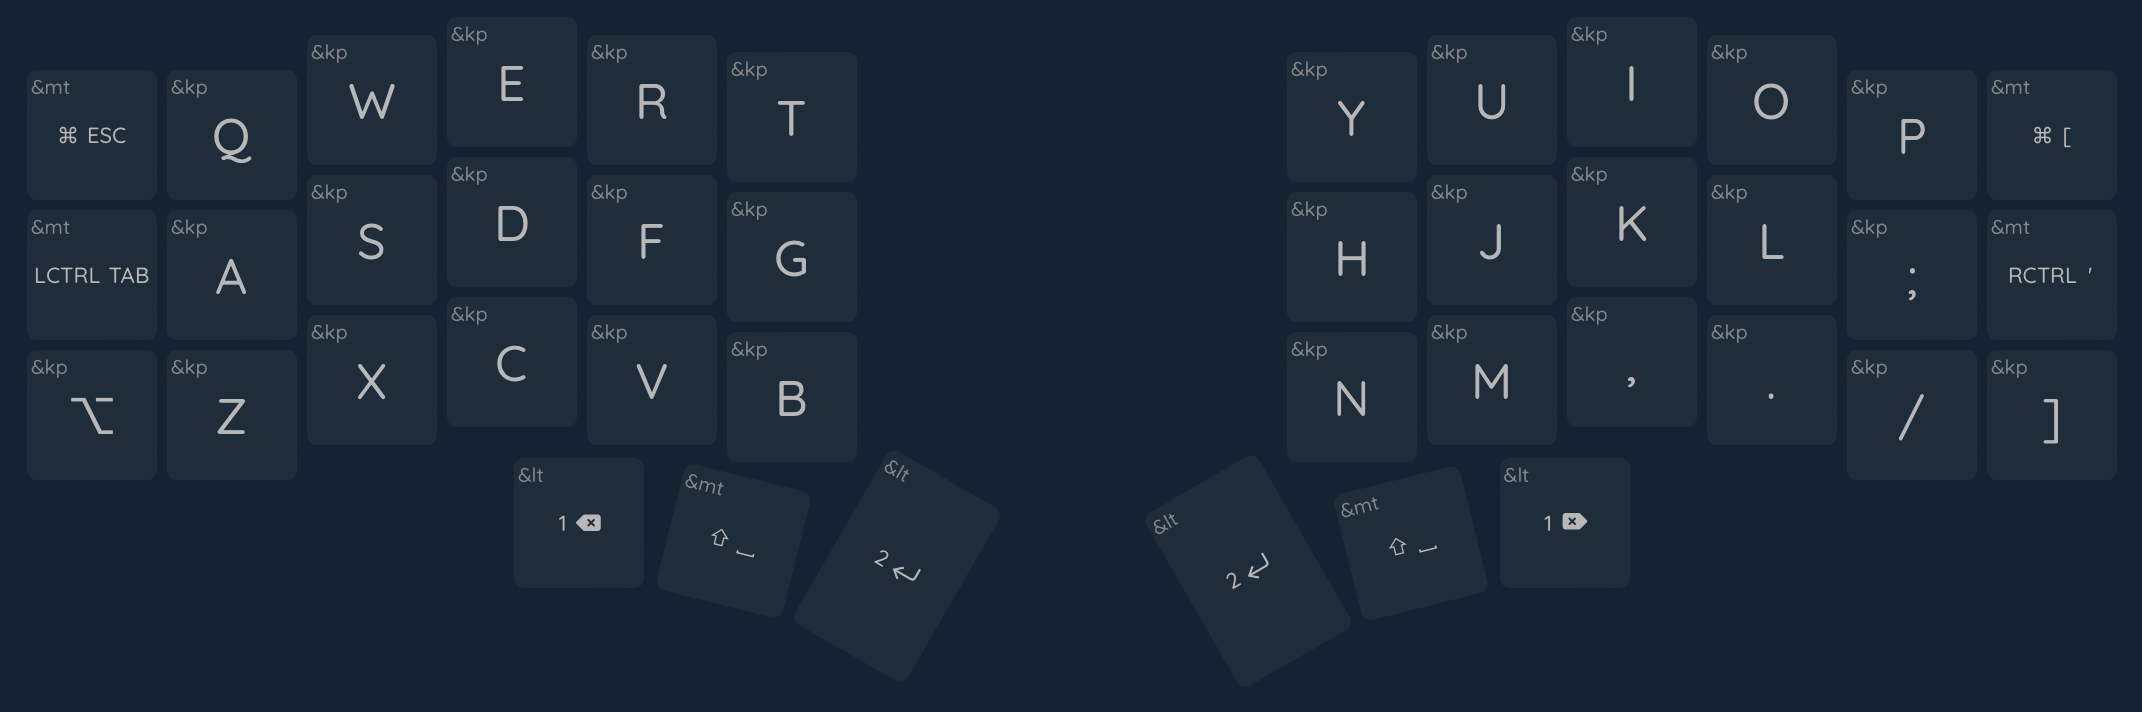 &mt &kp &kp &kp &kp &kp &kp &kp &kp &kp &kp &mt
⌘ ESC Q W E R T Y U I O P ⌘ [
&mt &kp &kp &kp &kp &kp &kp &kp &kp &kp &kp &mt
LCTRL TAB A S D F G H J K L ; RCTRL '
&kp &kp &kp &kp &kp &kp &kp &kp &kp &kp &kp &kp
⌥ Z X C V B N M , . / ]
&lt &mt &lt &lt &mt &lt
1 ⌫ ⇧ ⎵ 2 ↵ 2 ↵ ⇧ ⎵ 1 ⌦